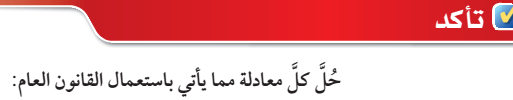 تأكد
حُلَّ كلَّ معادلة مما يأتي باستعمال القانون العام: